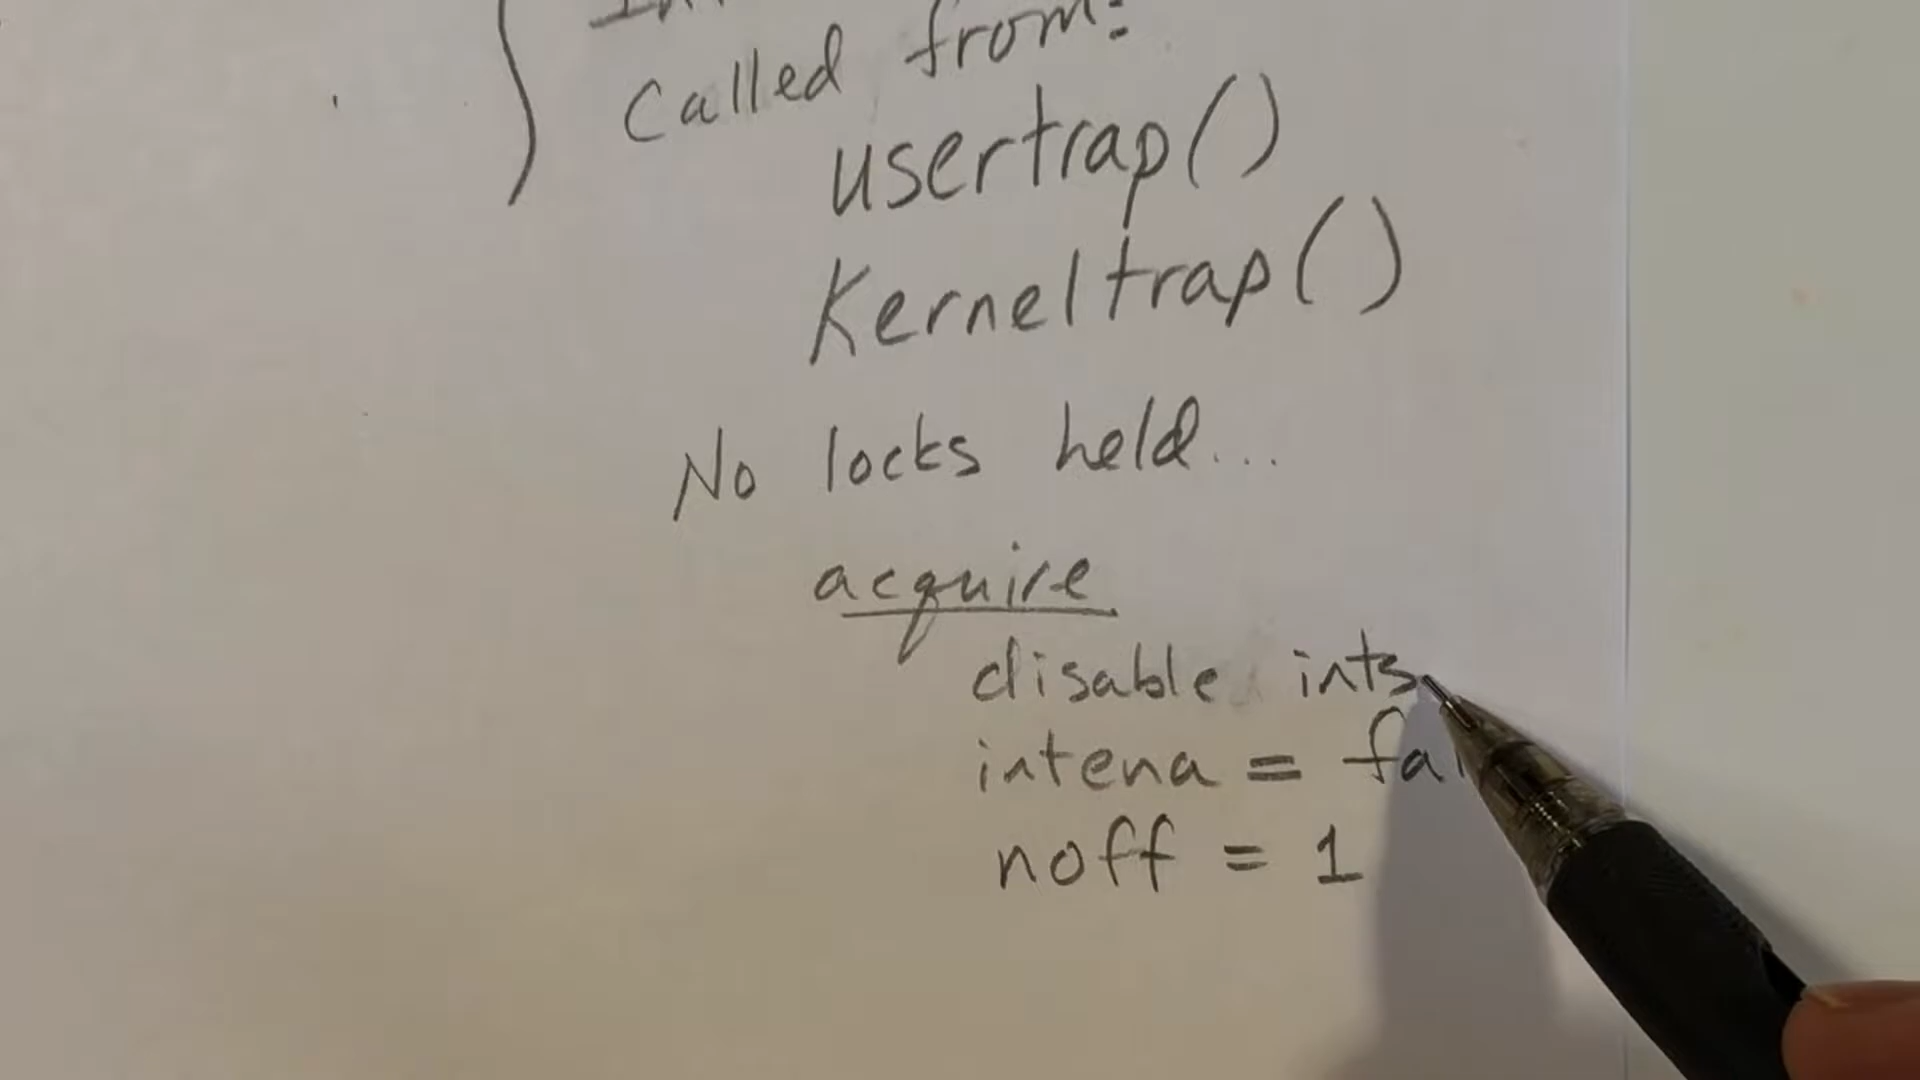 Called from:
usertrap()
Kerneltrap()
No locks held...
acquire
disable ints
intena =
noff = 1